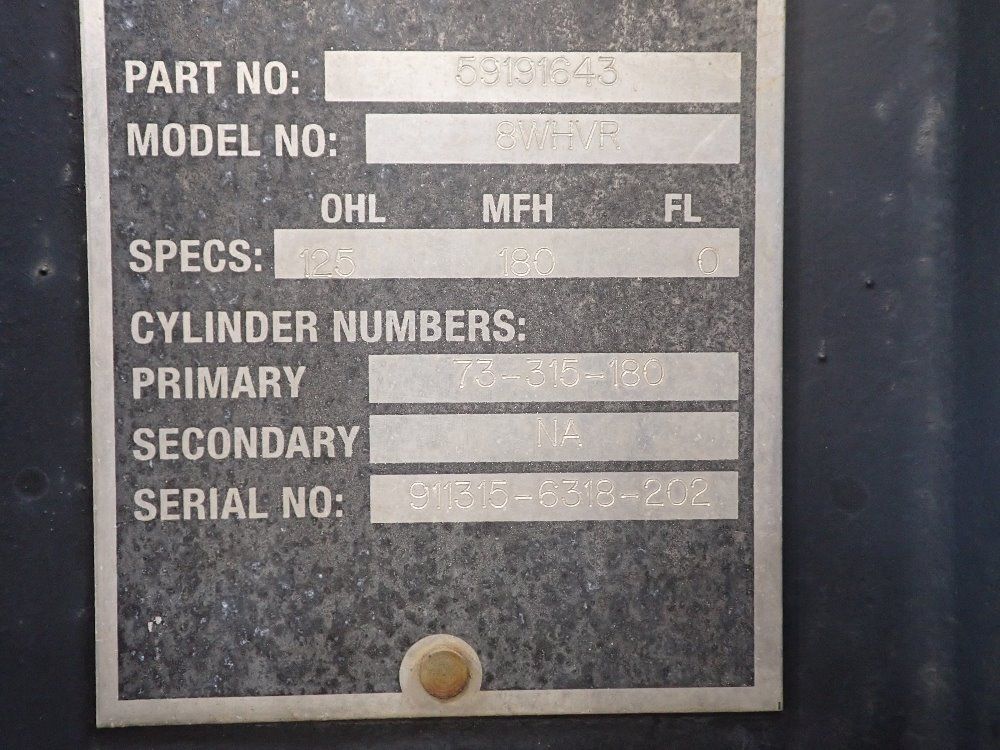 PART NO: 59191643
MODEL NO: 8WHVR
OHL MFH FL
SPECS: 125 180 0
CYLINDER NUMBERS:
PRIMARY 73-315-180
SECONDARY NA
SERIAL NO: 911315-6318-202